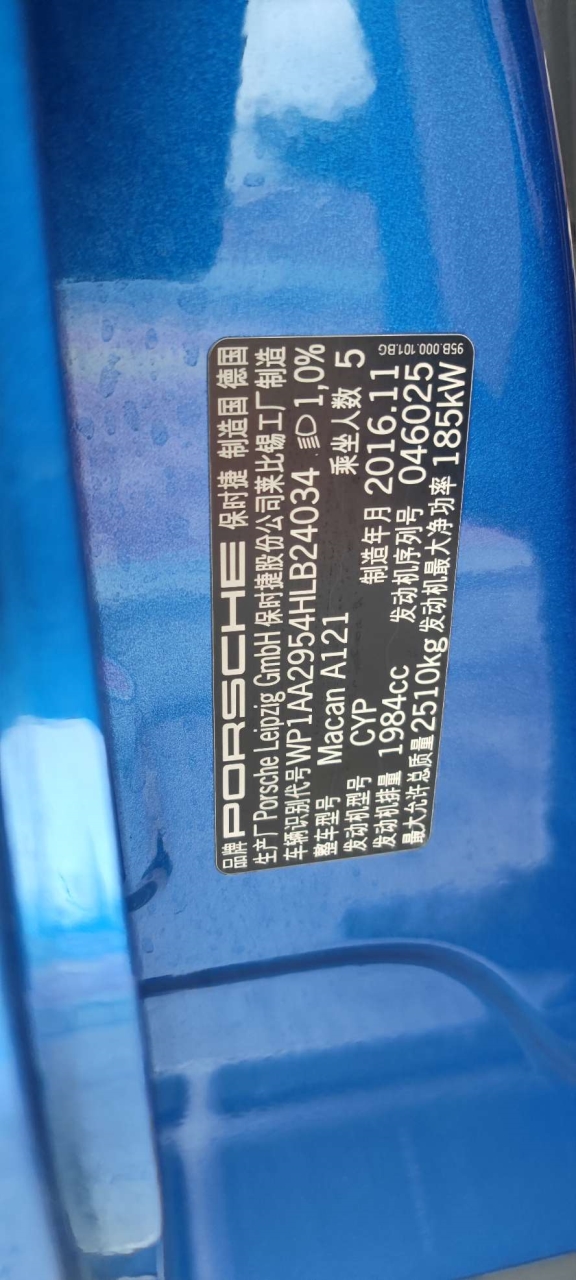 品牌 PORSCHE 保时捷 制造国 德国
生产厂 Porsche Leipzig GmbH 保时捷股份公司莱比锡工厂制造
车辆识别代号 WP1AA2954HLB24034 1,0%
整车型号 Macan A121 乘坐人数 5
发动机型号 CYP 制造年月 2016.11
发动机排量 1984cc 发动机序列号 046025
最大允许总质量 2510kg 发动机最大净功率 185kW
95B.000.101.BG